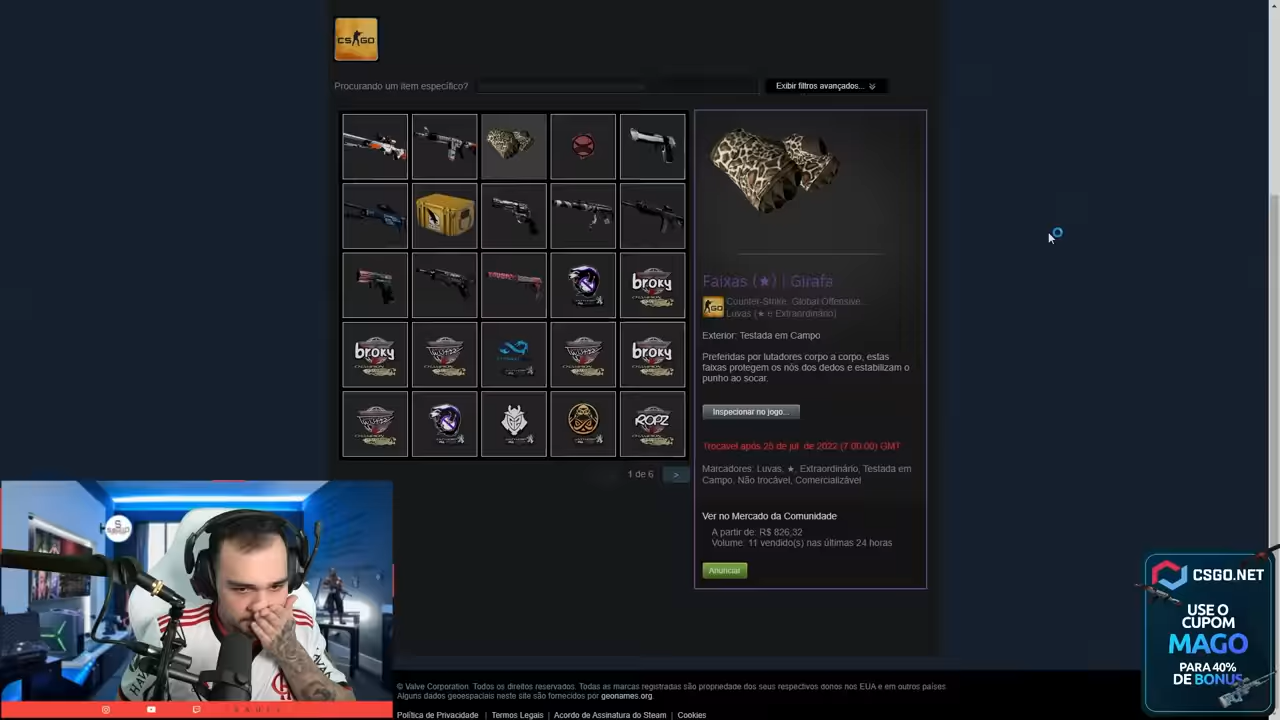 CS GO
Procurando um item específico?
Exibir filtros avançados...
broky
broky
broky
ROPZ
1 de 6
>
Faixas (★) | Girafa
CS GO
Counter-Strike: Global Offensive...
Luvas (★ e Extraordinário)
Exterior: Testada em Campo
Preferidas por lutadores corpo a corpo, estas
faixas protegem os nós dos dedos e estabilizam o
punho ao socar.
Inspecionar no jogo...
Trocável após 25 de jul. de 2022 (7:00:00) GMT
Marcadores: Luvas, ★, Extraordinário, Testada em
Campo, Não trocável, Comercializável
Ver no Mercado da Comunidade
A partir de: R$ 826,32
Volume: 11 vendido(s) nas últimas 24 horas
Anunciar
CSGO.NET
USE O
CUPOM
MAGO
PARA 40%
DE BONUS
© Valve Corporation. Todos os direitos reservados. Todas as marcas registradas são propriedade dos seus respectivos donos nos EUA e em outros países
Alguns dados geoespaciais neste site são fornecidos por geonames.org.
Política de Privacidade | Termos Legais | Acordo de Assinatura do Steam | Cookies